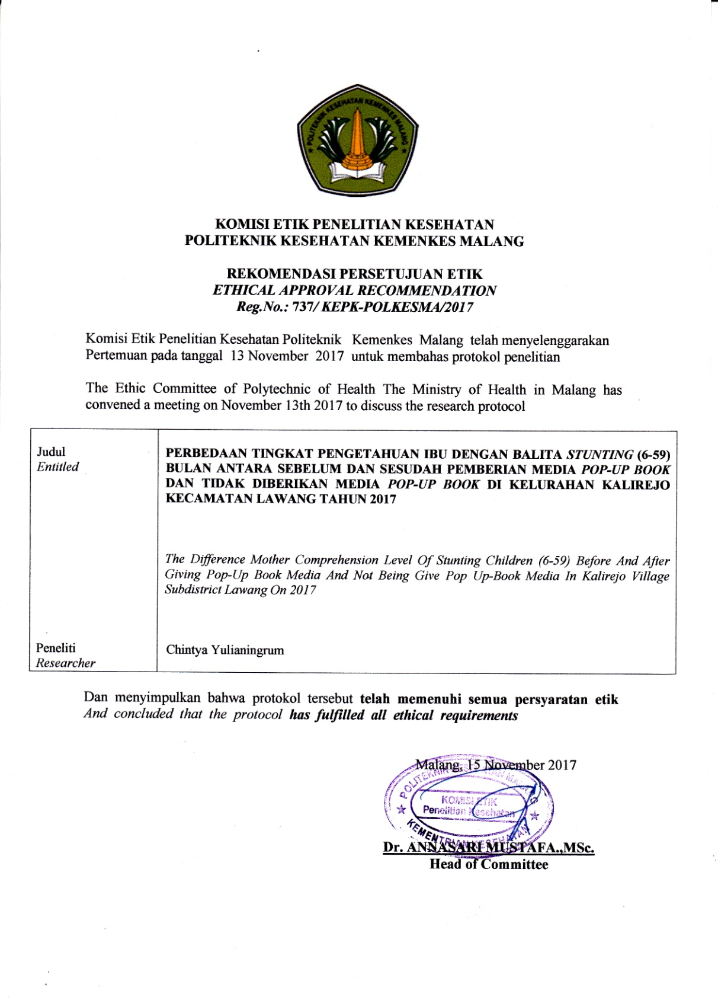 POLITEKNIK KESEHATAN KEMENKES MALANG
KOMISI ETIK PENELITIAN KESEHATAN
POLITEKNIK KESEHATAN KEMENKES MALANG
REKOMENDASI PERSETUJUAN ETIK
ETHICAL APPROVAL RECOMMENDATION
Reg.No.: 737/ KEPK-POLKESMA/2017
Komisi Etik Penelitian Kesehatan Politeknik Kemenkes Malang telah menyelenggarakan
Pertemuan pada tanggal 13 November 2017 untuk membahas protokol penelitian
The Ethic Committee of Polytechnic of Health The Ministry of Health in Malang has
convened a meeting on November 13th 2017 to discuss the research protocol
Judul
Entitled
PERBEDAAN TINGKAT PENGETAHUAN IBU DENGAN BALITA STUNTING (6-59)
BULAN ANTARA SEBELUM DAN SESUDAH PEMBERIAN MEDIA POP-UP BOOK
DAN TIDAK DIBERIKAN MEDIA POP-UP BOOK DI KELURAHAN KALIREJO
KECAMATAN LAWANG TAHUN 2017
The Difference Mother Comprehension Level Of Stunting Children (6-59) Before And After
Giving Pop-Up Book Media And Not Being Give Pop Up-Book Media In Kalirejo Village
Subdistrict Lawang On 2017
Peneliti
Researcher
Chintya Yulianingrum
Dan menyimpulkan bahwa protokol tersebut telah memenuhi semua persyaratan etik
And concluded that the protocol has fulfilled all ethical requirements
Malang, 15 November 2017
POLITEKNIK KESEHATAN MALANG
KOMISI ETIK
Penelitian Kesehatan
KEMENTRIAN KESEHATAN
Dr. ANNASARI MUSTAFA.,MSc.
Head of Committee